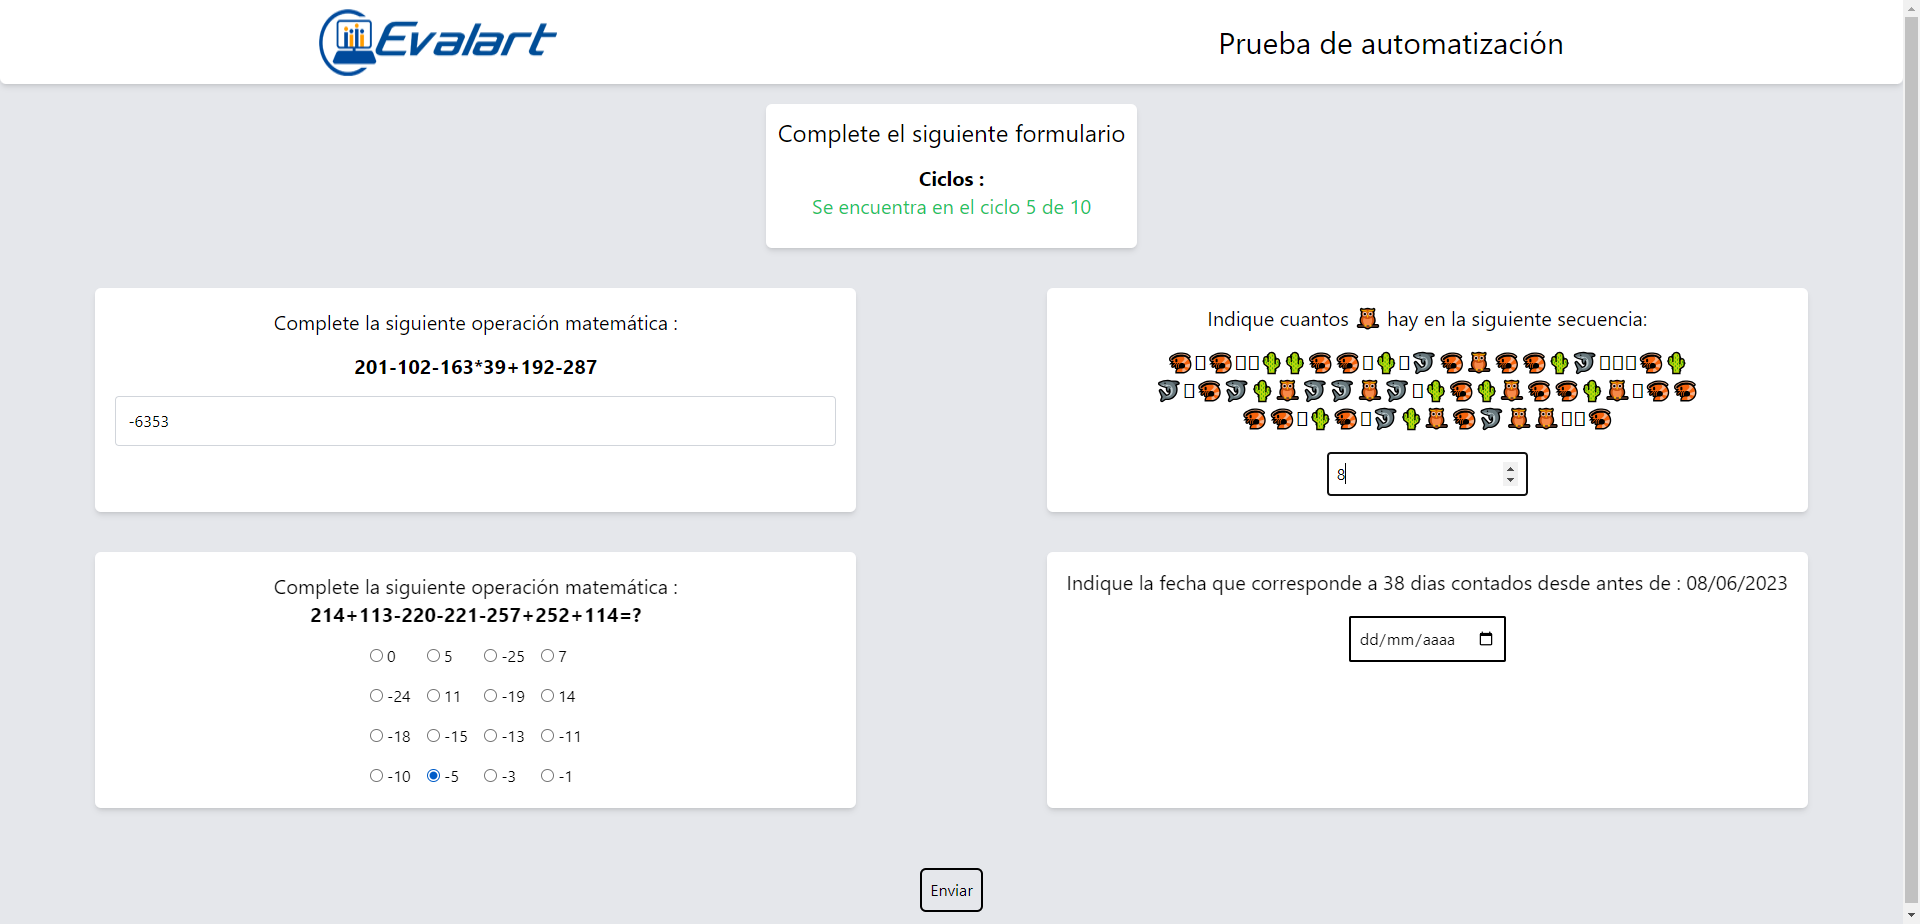 Evalart
Prueba de automatización
Complete el siguiente formulario
Ciclos :
Se encuentra en el ciclo 5 de 10
Complete la siguiente operación matemática :
201-102-163*39+192-287
-6353
Indique cuantos 🦉 hay en la siguiente secuencia:
8
Complete la siguiente operación matemática :
214+113-220-221-257+252+114=?
0 5 -25 7
-24 11 -19 14
-18 -15 -13 -11
-10 -5 -3 -1
Indique la fecha que corresponde a 38 dias contados desde antes de : 08/06/2023
dd/mm/aaaa
Enviar